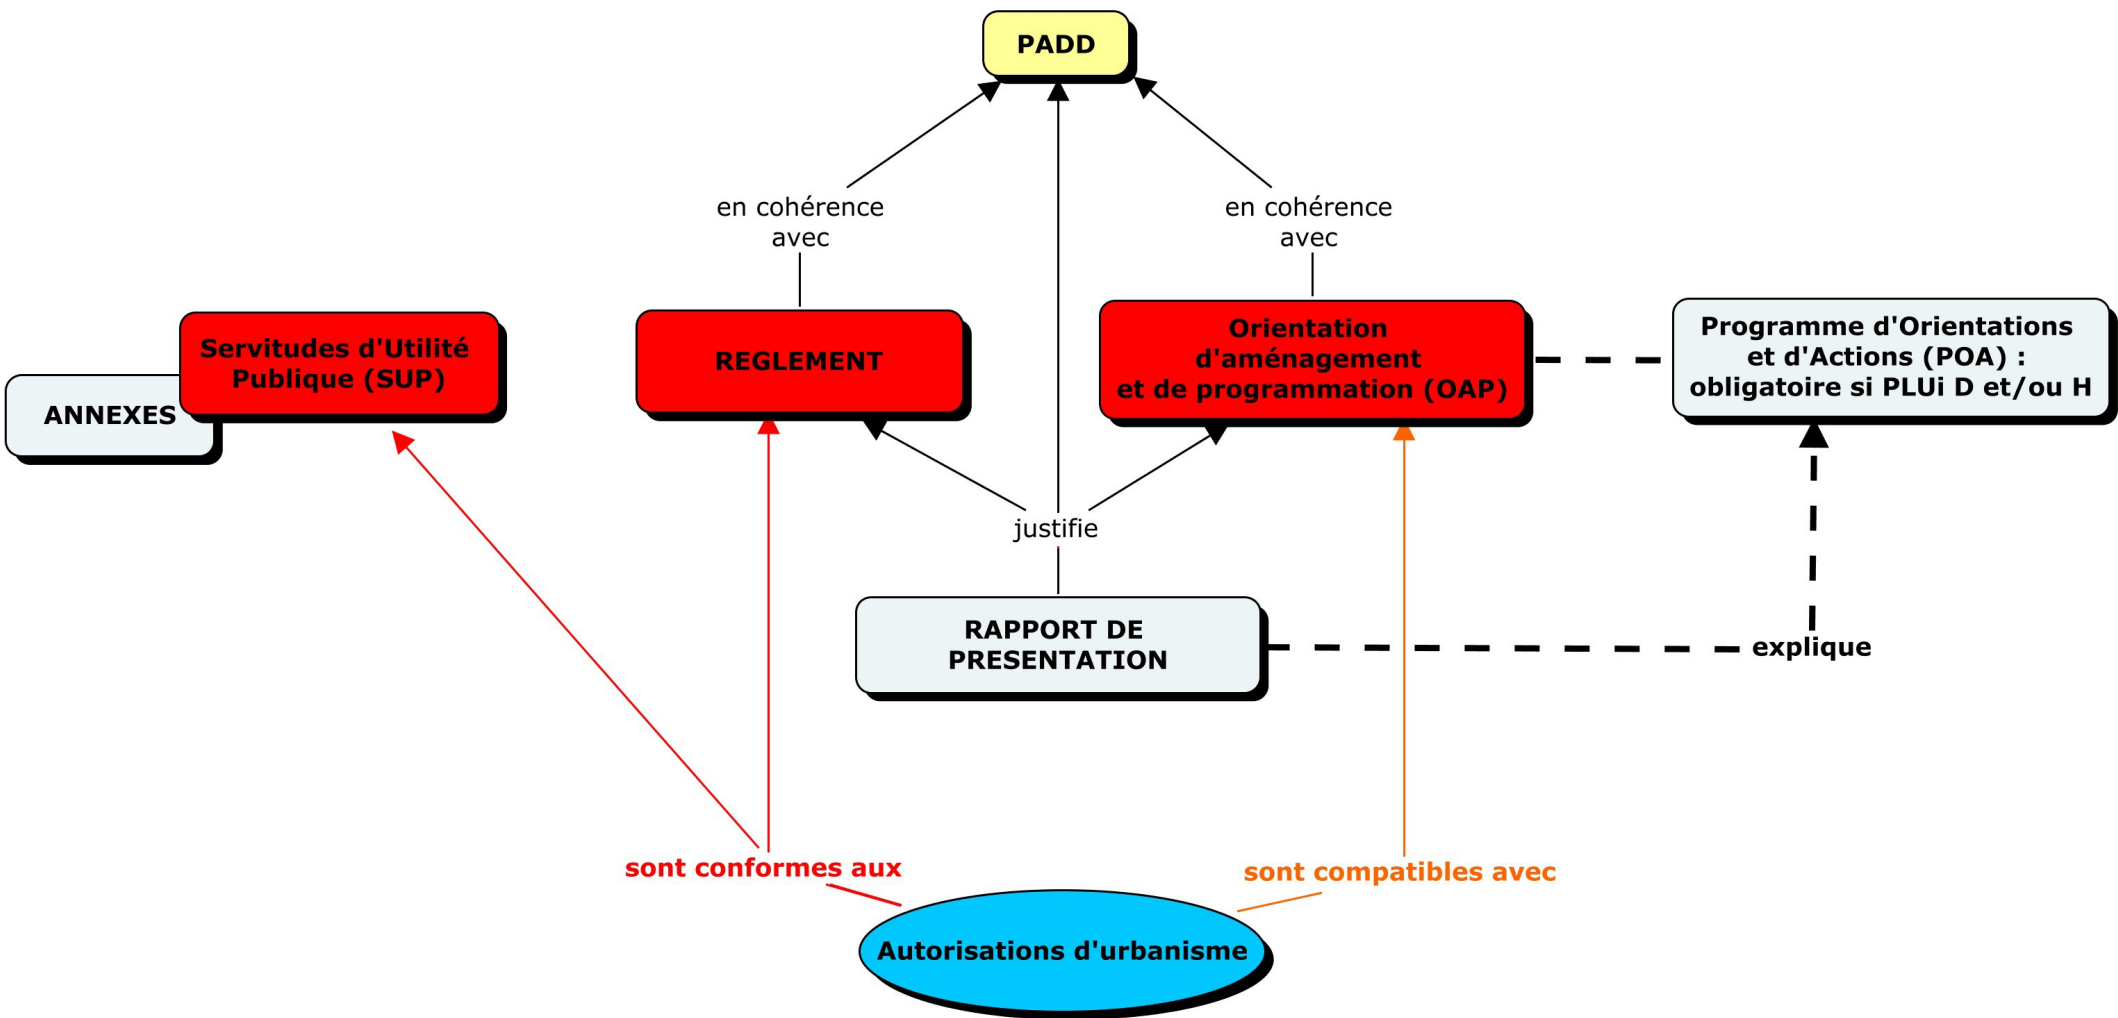 PADD
en cohérence
avec
en cohérence
avec
Servitudes d'Utilité
Publique (SUP)
ANNEXES
REGLEMENT
Orientation
d'aménagement
et de programmation (OAP)
Programme d'Orientations
et d'Actions (POA) :
obligatoire si PLUi D et/ou H
justifie
RAPPORT DE
PRESENTATION
explique
sont conformes aux
sont compatibles avec
Autorisations d'urbanisme